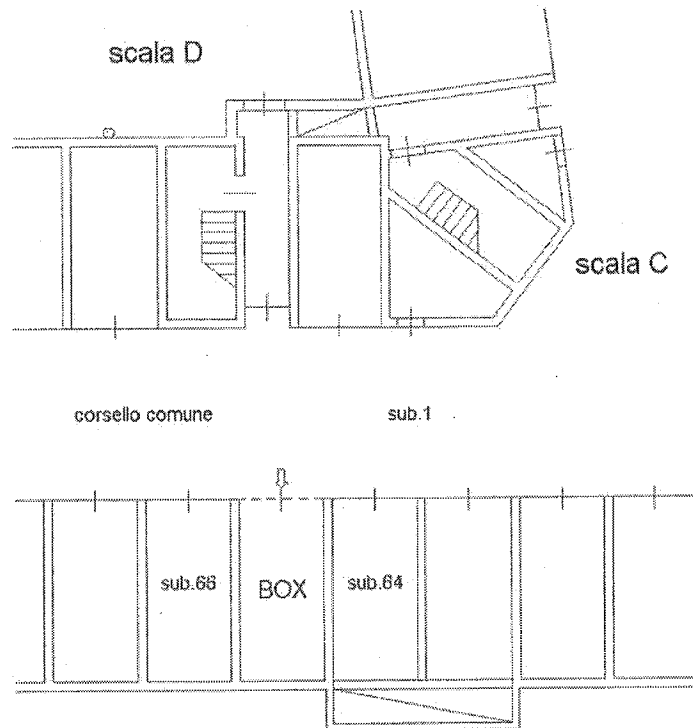 scala D
scala C
corsello comune
sub.1
sub.66
BOX
sub.64